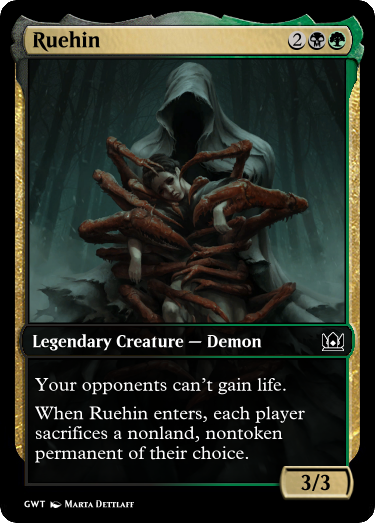 Ruehin 2
Legendary Creature — Demon
Your opponents can't gain life.
When Ruehin enters, each player
sacrifices a nonland, nontoken
permanent of their choice.
3/3
GWT Marta Dettlaff